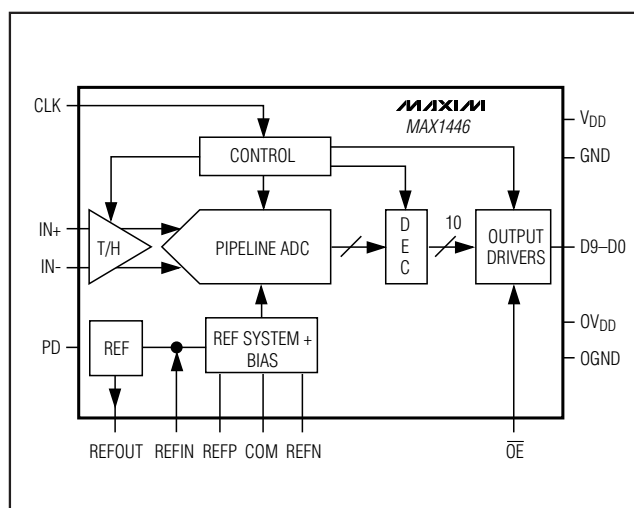 CLK
MAXIM
MAX1446
VDD
CONTROL
GND
IN+
T/H
PIPELINE ADC
D
E
C
10
OUTPUT
DRIVERS
D9–D0
IN-
OVDD
PD
REF
REF SYSTEM +
BIAS
OGND
REFOUT
REFIN
REFP
COM
REFN
OE